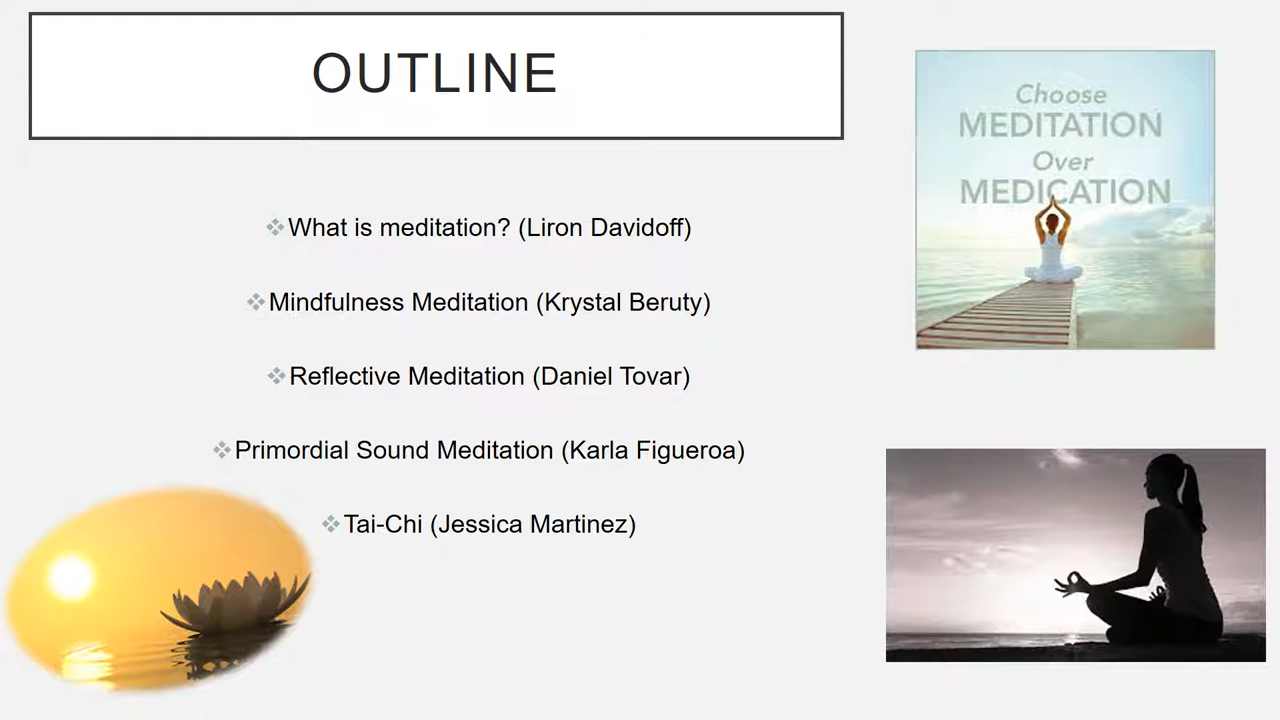 OUTLINE
What is meditation? (Liron Davidoff)
Mindfulness Meditation (Krystal Beruty)
Reflective Meditation (Daniel Tovar)
Primordial Sound Meditation (Karla Figueroa)
Tai-Chi (Jessica Martinez)
Choose
MEDITATION
Over
MEDICATION